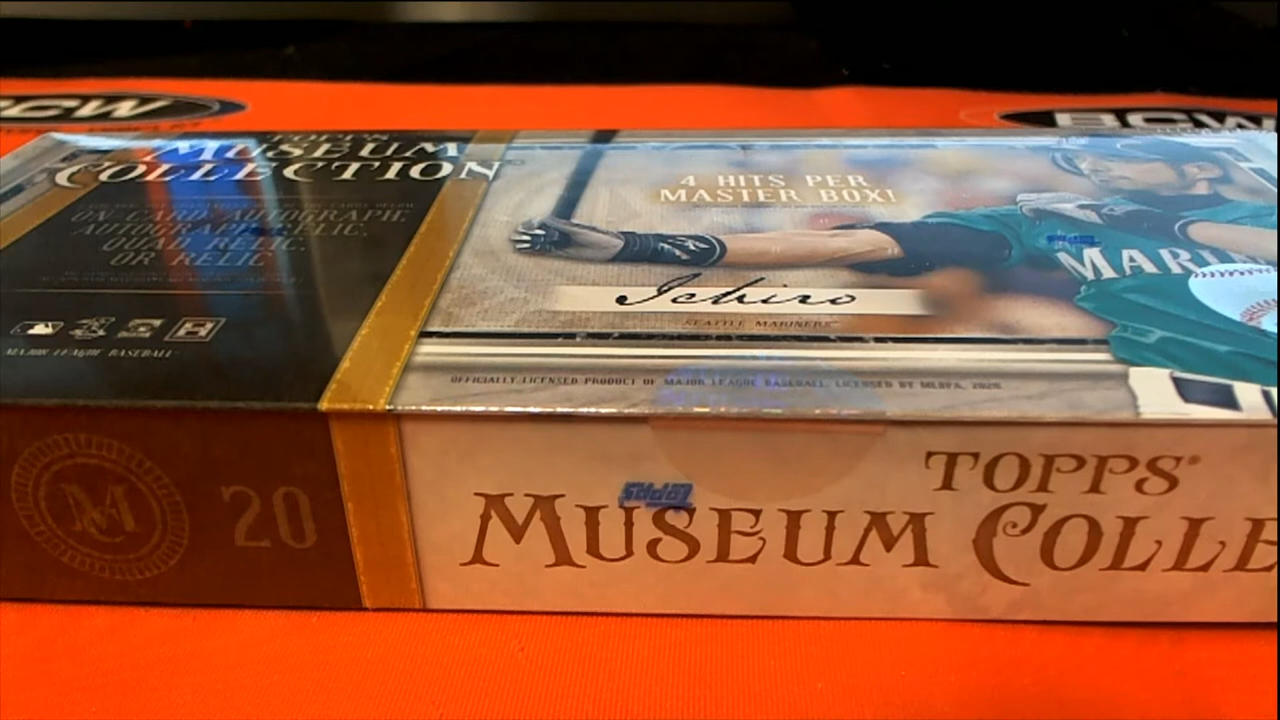 BCW
BCW
TOPPS
MUSEUM
COLLECTION
ON-CARD AUTOGRAPH,
AUTOGRAPH RELIC,
QUAD RELIC,
OR RELIC
MAJOR LEAGUE BASEBALL
4 HITS PER
MASTER BOX!
MARI
Ichiro
SEATTLE MARINERS™
OFFICIALLY LICENSED PRODUCT OF MAJOR LEAGUE BASEBALL. LICENSED BY MLBPA,
MC
20
TOPPS®
TOPPS
MUSEUM COLLE